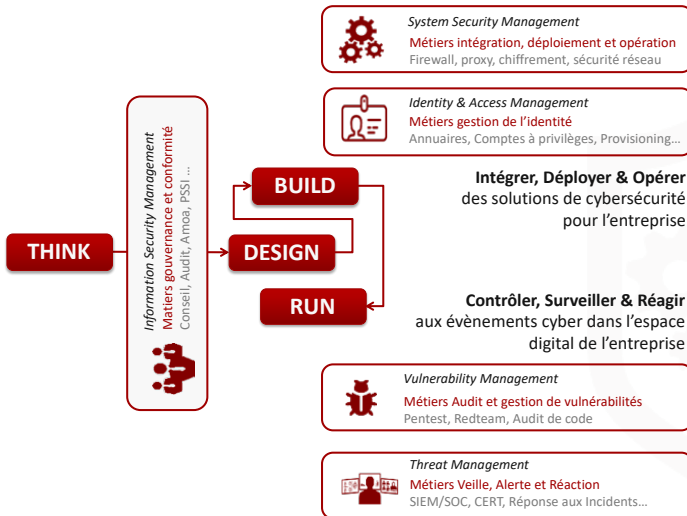 System Security Management
Métiers intégration, déploiement et opération
Firewall, proxy, chiffrement, sécurité réseau
Identity & Access Management
Métiers gestion de l'identité
Annuaires, Comptes à privilèges, Provisioning...
Information Security Management
Matiers gouvernance et conformité
Conseil, Audit, Amoa, PSSI ...
THINK
BUILD
DESIGN
RUN
Intégrer, Déployer & Opérer
des solutions de cybersécurité
pour l'entreprise
Contrôler, Surveiller & Réagir
aux évènements cyber dans l'espace
digital de l'entreprise
Vulnerability Management
Métiers Audit et gestion de vulnérabilités
Pentest, Redteam, Audit de code
Threat Management
Métiers Veille, Alerte et Réaction
SIEM/SOC, CERT, Réponse aux Incidents...